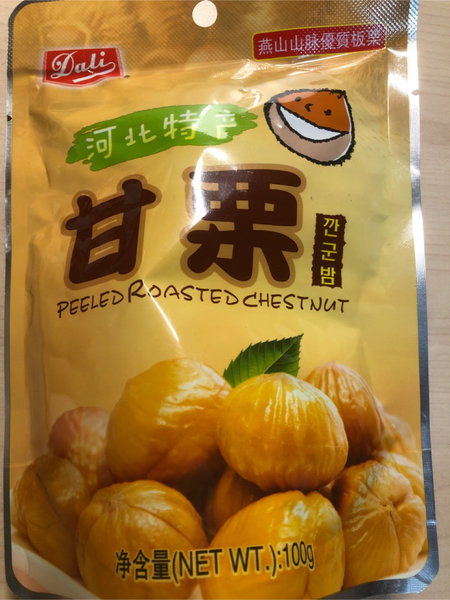 Dali
燕山山脉優質板栗
河北特产
甘栗
깐군밤
PEELED ROASTED CHESTNUT
净含量(NET WT.):100g